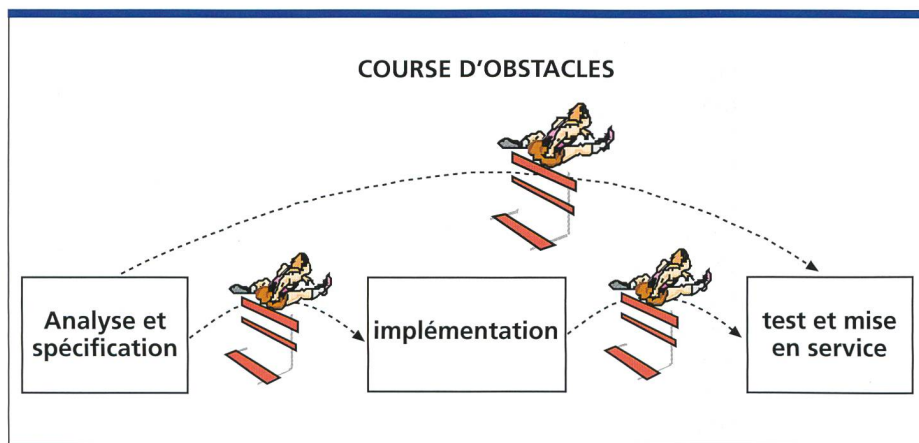 COURSE D'OBSTACLES
Analyse et
spécification
implémentation
test et mise
en service